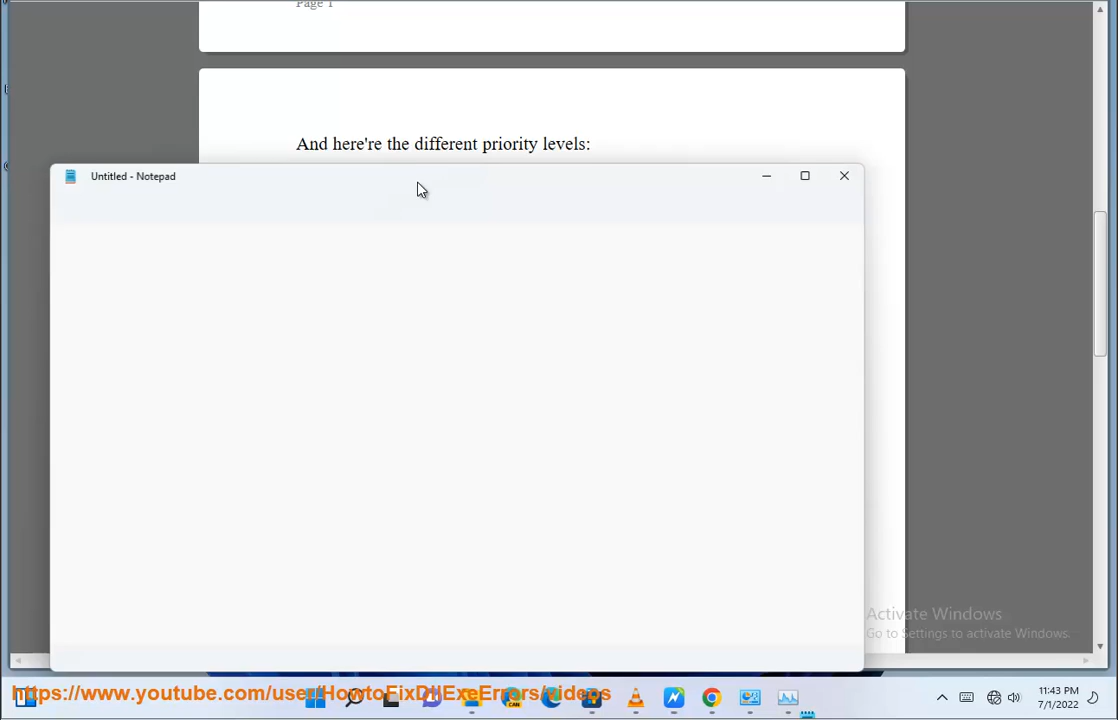 Page 1
And here're the different priority levels:
Untitled - Notepad
Activate Windows
Go to Settings to activate Windows.
https://www.youtube.com/user/HowtoFixDllExeErrors/videos
CAN
11:43 PM
7/1/2022